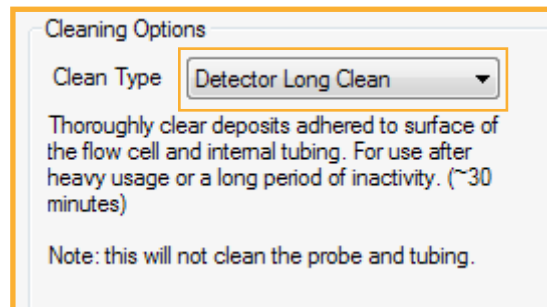 Cleaning Options
Clean Type
Detector Long Clean
Thoroughly clear deposits adhered to surface of
the flow cell and internal tubing. For use after
heavy usage or a long period of inactivity. (~30
minutes)
Note: this will not clean the probe and tubing.